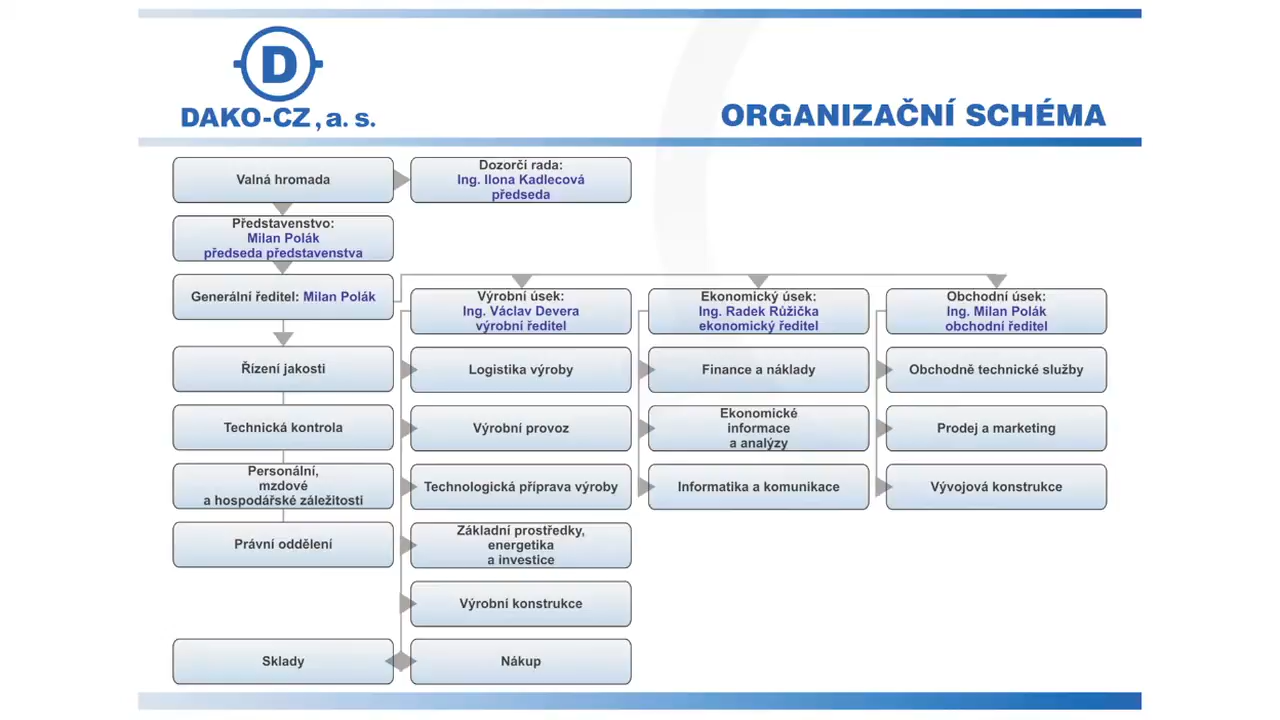 D
DAKO-CZ, a. s.
ORGANIZAČNÍ SCHÉMA
Valná hromada
Dozorčí rada:
Ing. Ilona Kadlecová
předseda
Představenstvo:
Milan Polák
předseda představenstva
Generální ředitel: Milan Polák
Výrobní úsek:
Ing. Václav Devera
výrobní ředitel
Ekonomický úsek:
Ing. Radek Růžička
ekonomický ředitel
Obchodní úsek:
Ing. Milan Polák
obchodní ředitel
Řízení jakosti
Logistika výroby
Finance a náklady
Obchodně technické služby
Technická kontrola
Výrobní provoz
Ekonomické
informace
a analýzy
Prodej a marketing
Personální,
mzdové
a hospodářské záležitosti
Technologická příprava výroby
Informatika a komunikace
Vývojová konstrukce
Právní oddělení
Základní prostředky,
energetika
a investice
Výrobní konstrukce
Sklady
Nákup